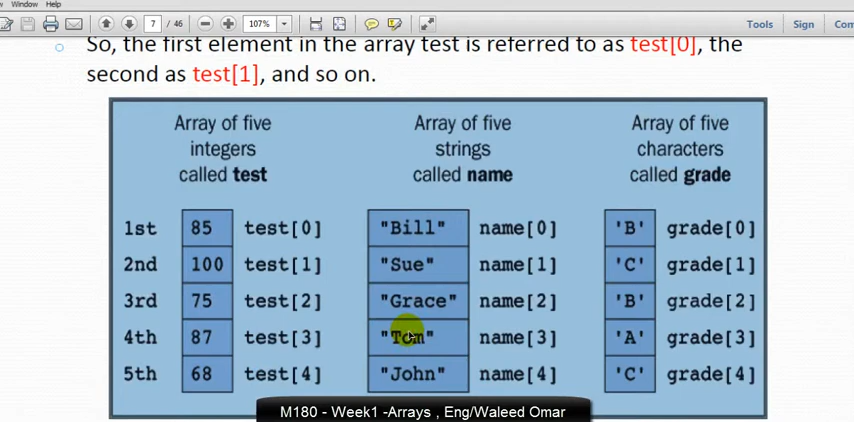 Window Help
7 / 46 107% Tools Sign
So, the first element in the array test is referred to as test[0], the
second as test[1], and so on.
Array of five Array of five Array of five
integers strings characters
called test called name called grade
1st 85 test[0] "Bill" name[0] 'B' grade[0]
2nd 100 test[1] "Sue" name[1] 'C' grade[1]
3rd 75 test[2] "Grace" name[2] 'B' grade[2]
4th 87 test[3] "Tom" name[3] 'A' grade[3]
5th 68 test[4] "John" name[4] 'C' grade[4]
M180 - Week1 -Arrays , Eng/Waleed Omar